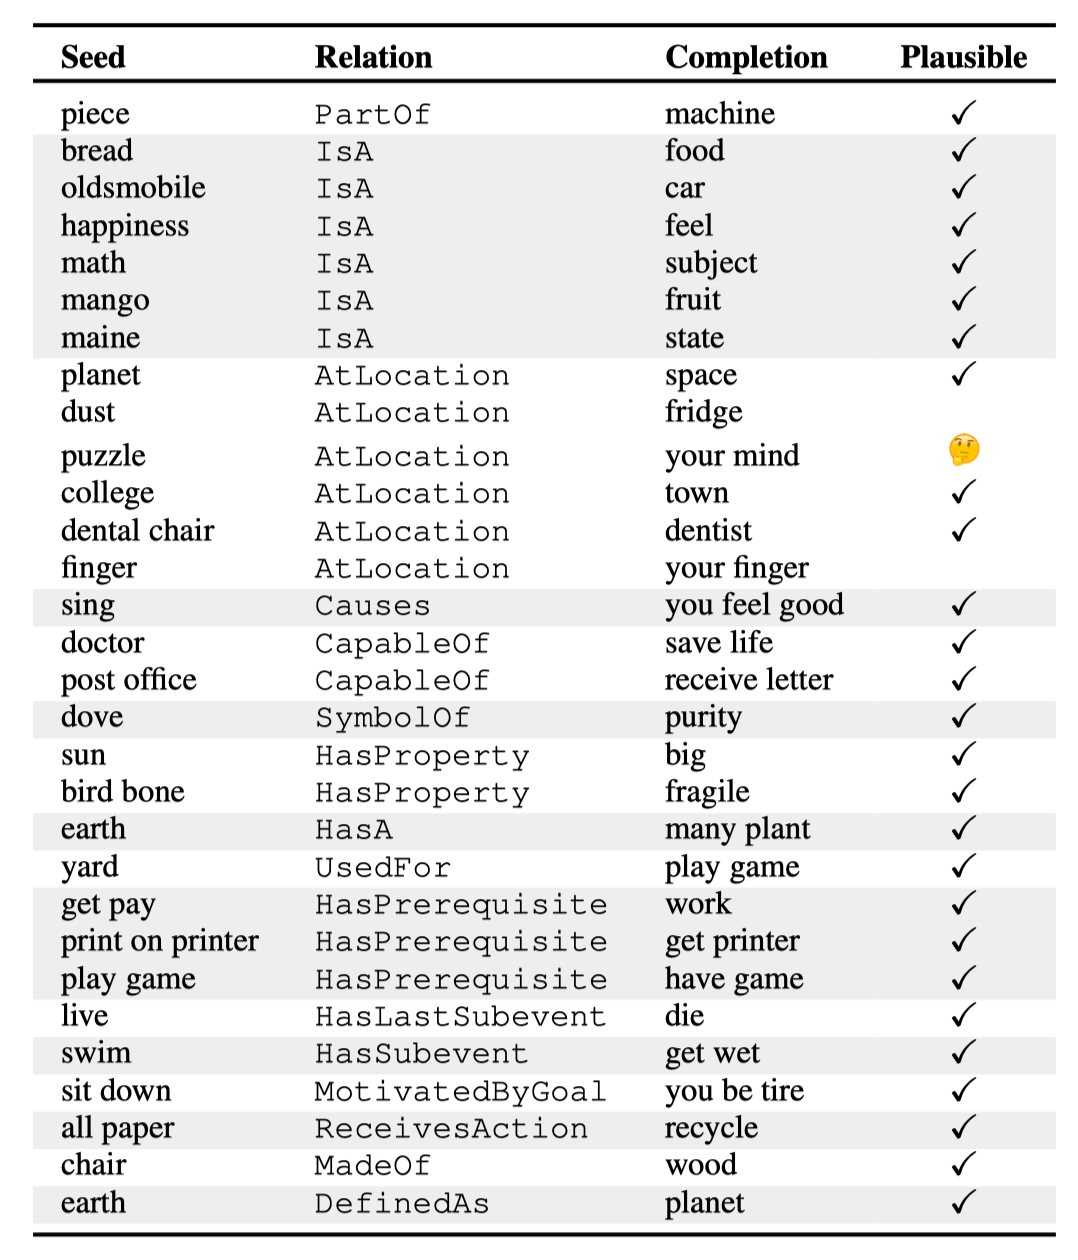 Seed Relation Completion Plausible
piece PartOf machine ✓
bread IsA food ✓
oldsmobile IsA car ✓
happiness IsA feel ✓
math IsA subject ✓
mango IsA fruit ✓
maine IsA state ✓
planet AtLocation space ✓
dust AtLocation fridge
puzzle AtLocation your mind 🤔
college AtLocation town ✓
dental chair AtLocation dentist ✓
finger AtLocation your finger
sing Causes you feel good ✓
doctor CapableOf save life ✓
post office CapableOf receive letter ✓
dove SymbolOf purity ✓
sun HasProperty big ✓
bird bone HasProperty fragile ✓
earth HasA many plant ✓
yard UsedFor play game ✓
get pay HasPrerequisite work ✓
print on printer HasPrerequisite get printer ✓
play game HasPrerequisite have game ✓
live HasLastSubevent die ✓
swim HasSubevent get wet ✓
sit down MotivatedByGoal you be tire ✓
all paper ReceivesAction recycle ✓
chair MadeOf wood ✓
earth DefinedAs planet ✓